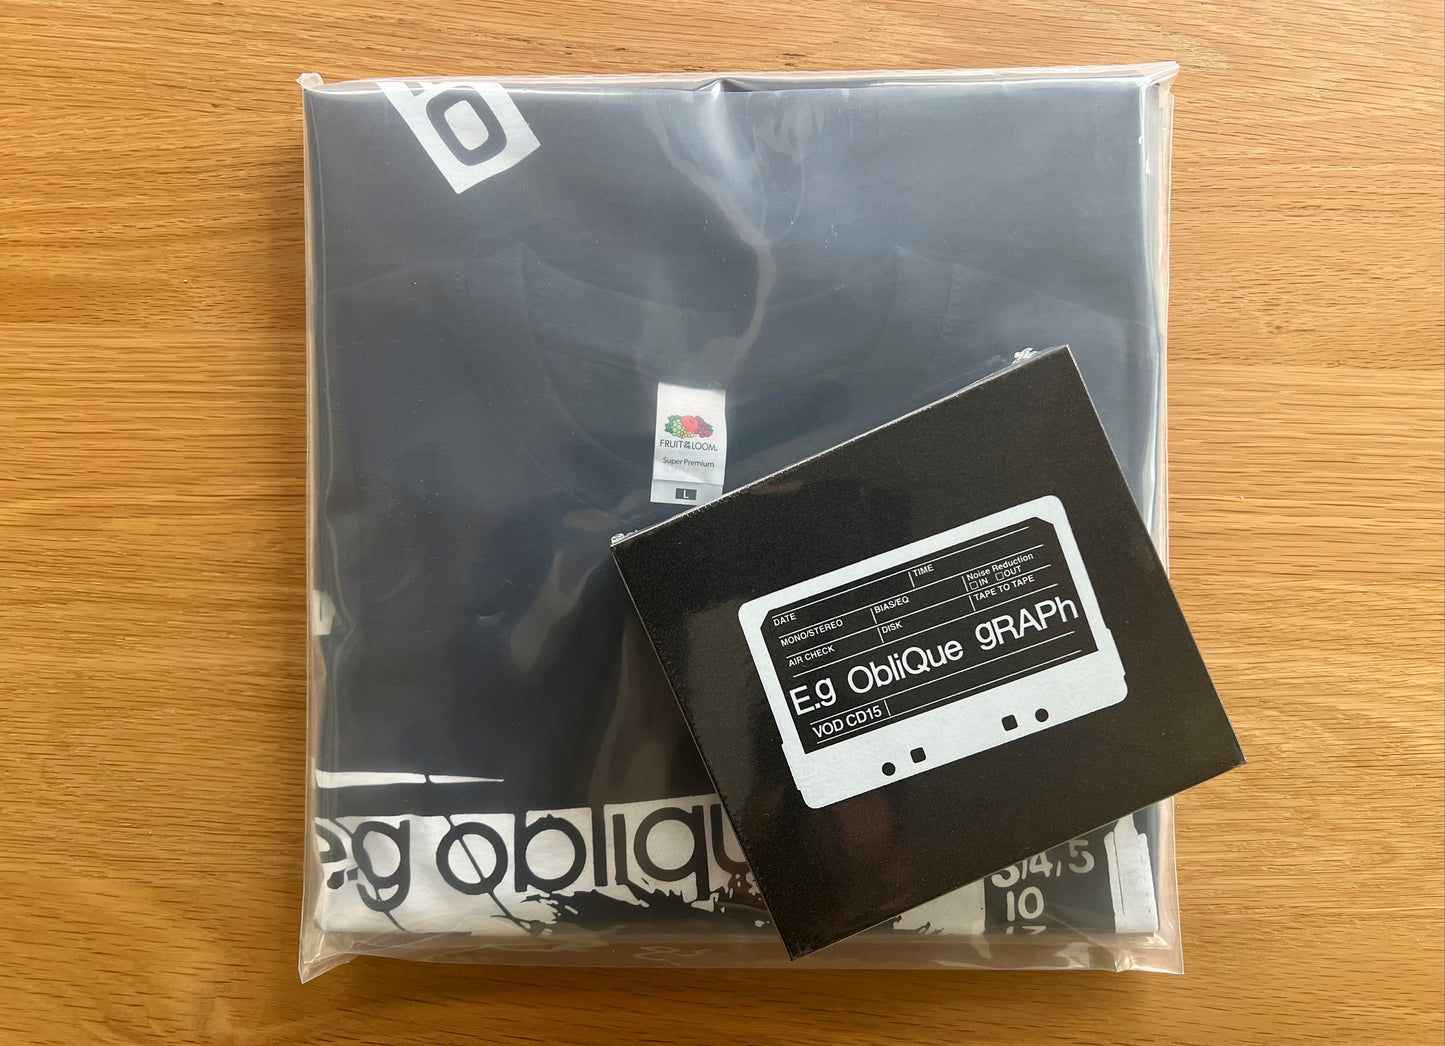 b
FRUIT OF THE LOOM.
Super Premium
L
DATE
TIME
Noise Reduction
IN OUT
MONO/STEREO
BIAS/EQ
TAPE TO TAPE
AIR CHECK
DISK
E.g OblIQue gRAPh
VOD CD15
e.g obliqu
3,4,5
10